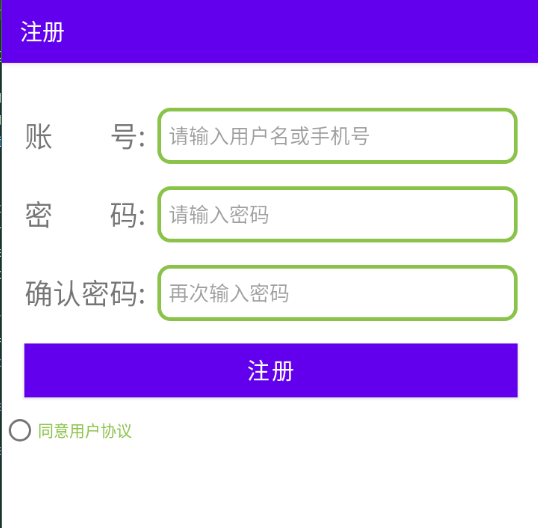 注册
账 号: 请输入用户名或手机号
密 码: 请输入密码
确认密码: 再次输入密码
注册
同意用户协议